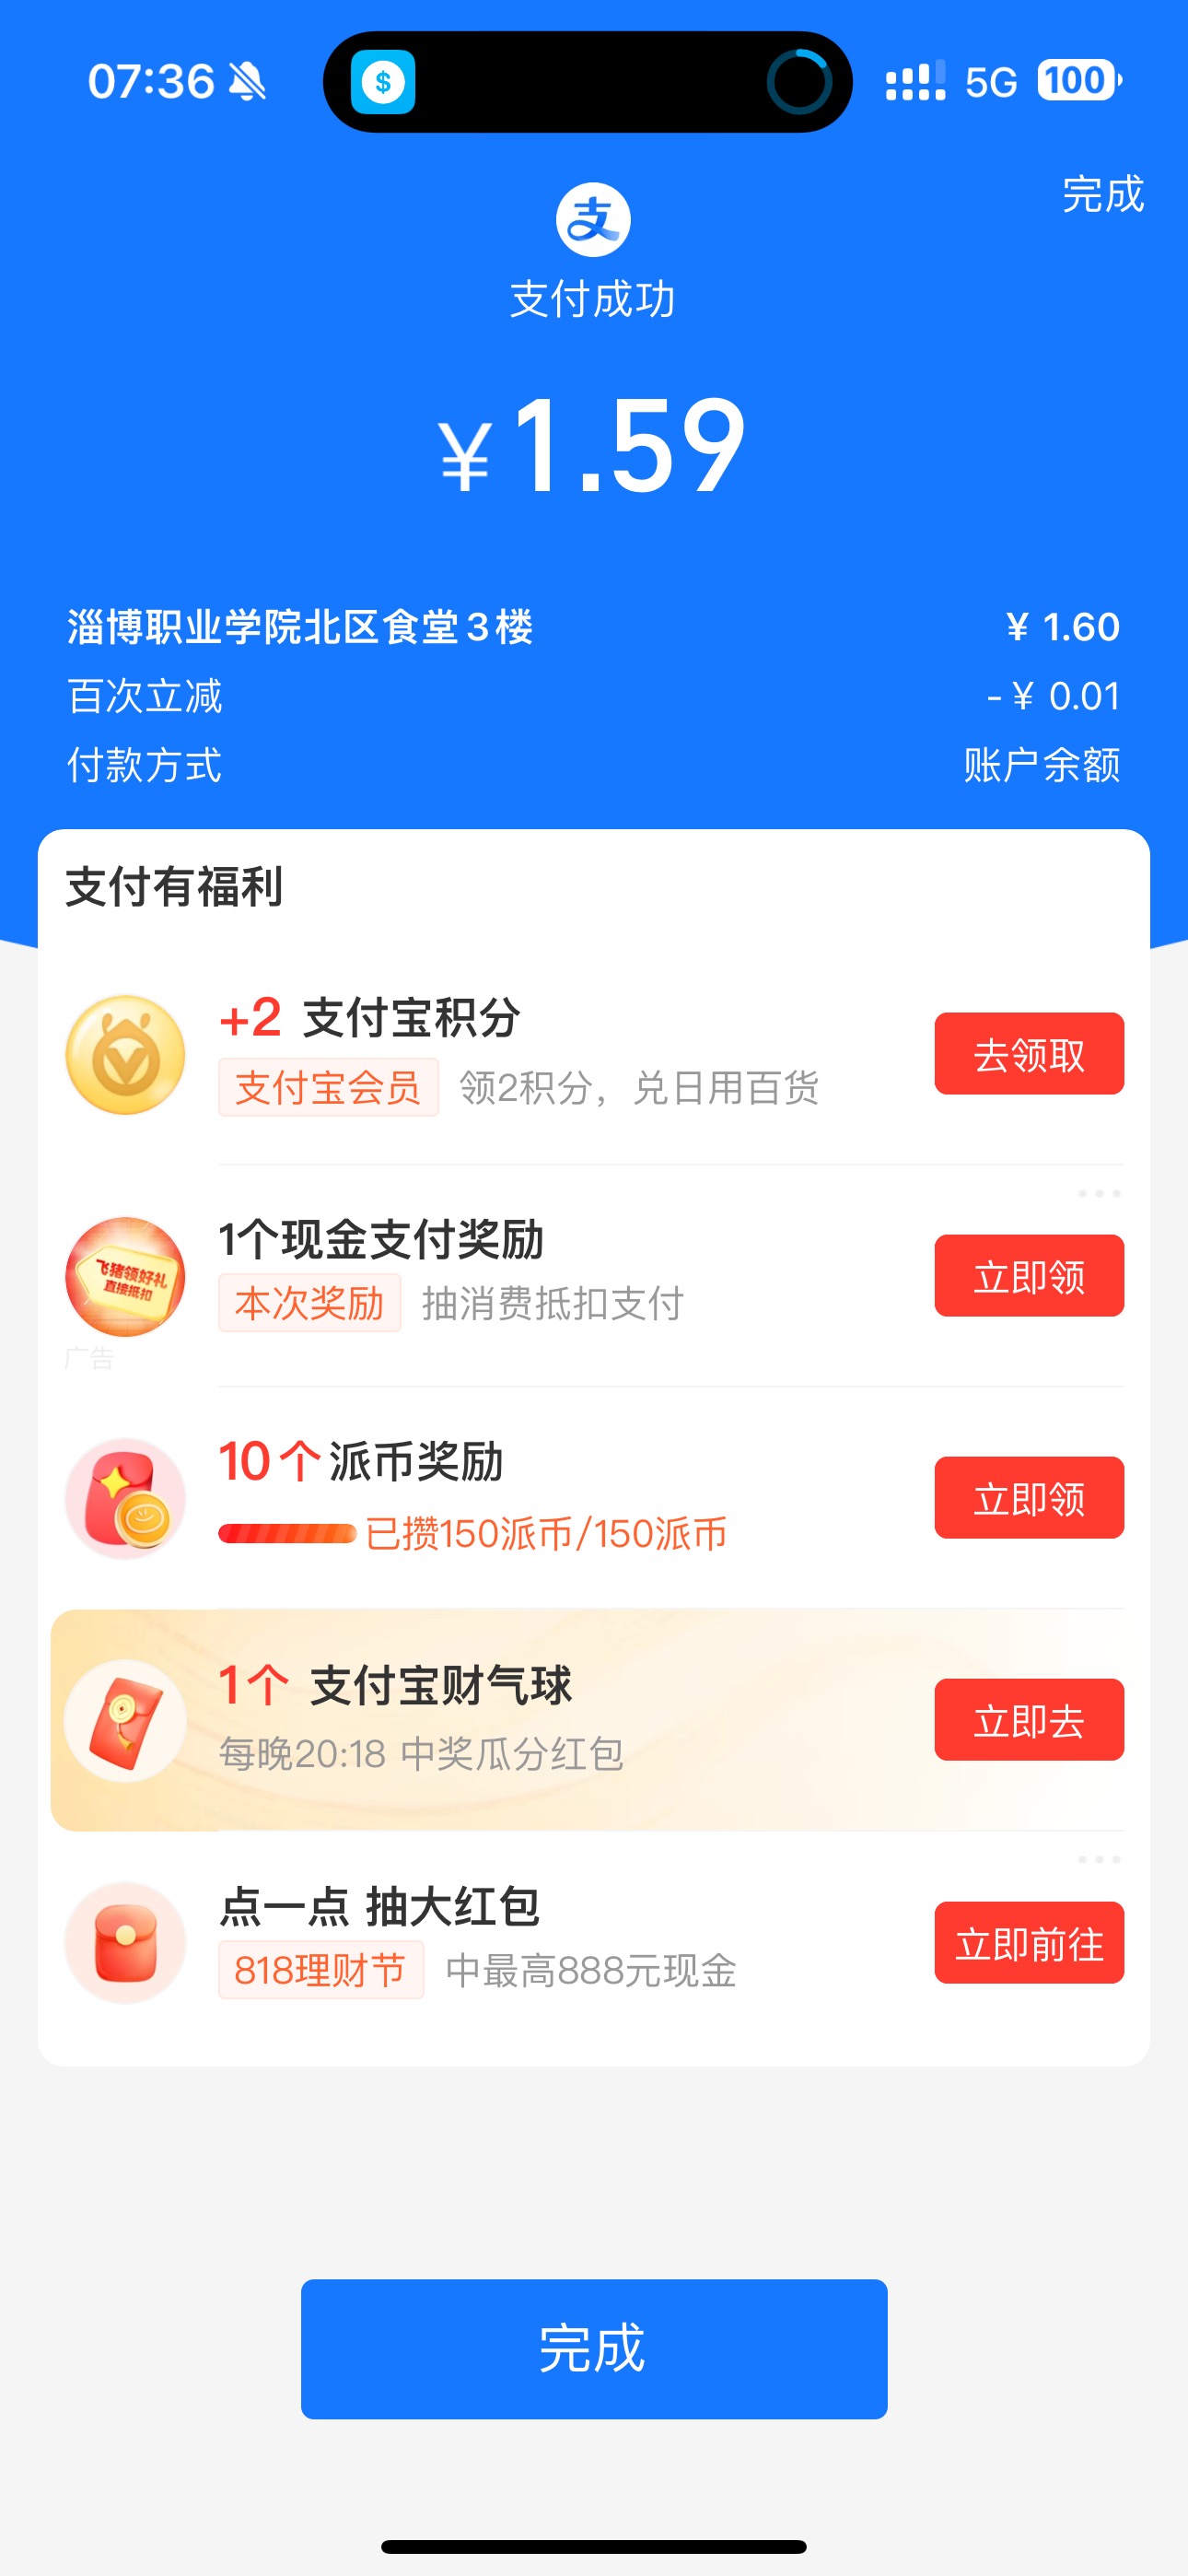 07:36
5G 100
完成
支
支付成功
¥1.59
淄博职业学院北区食堂3楼 ¥ 1.60
百次立减 -¥ 0.01
付款方式 账户余额
支付有福利
+2 支付宝积分
支付宝会员 领2积分，兑日用百货
去领取
1个现金支付奖励
本次奖励 抽消费抵扣支付
立即领
飞猪领好礼
直接抵扣
广告
10个派币奖励
已攒150派币/150派币
立即领
1个 支付宝财气球
每晚20:18 中奖瓜分红包
立即去
点一点 抽大红包
818理财节 中最高888元现金
立即前往
完成